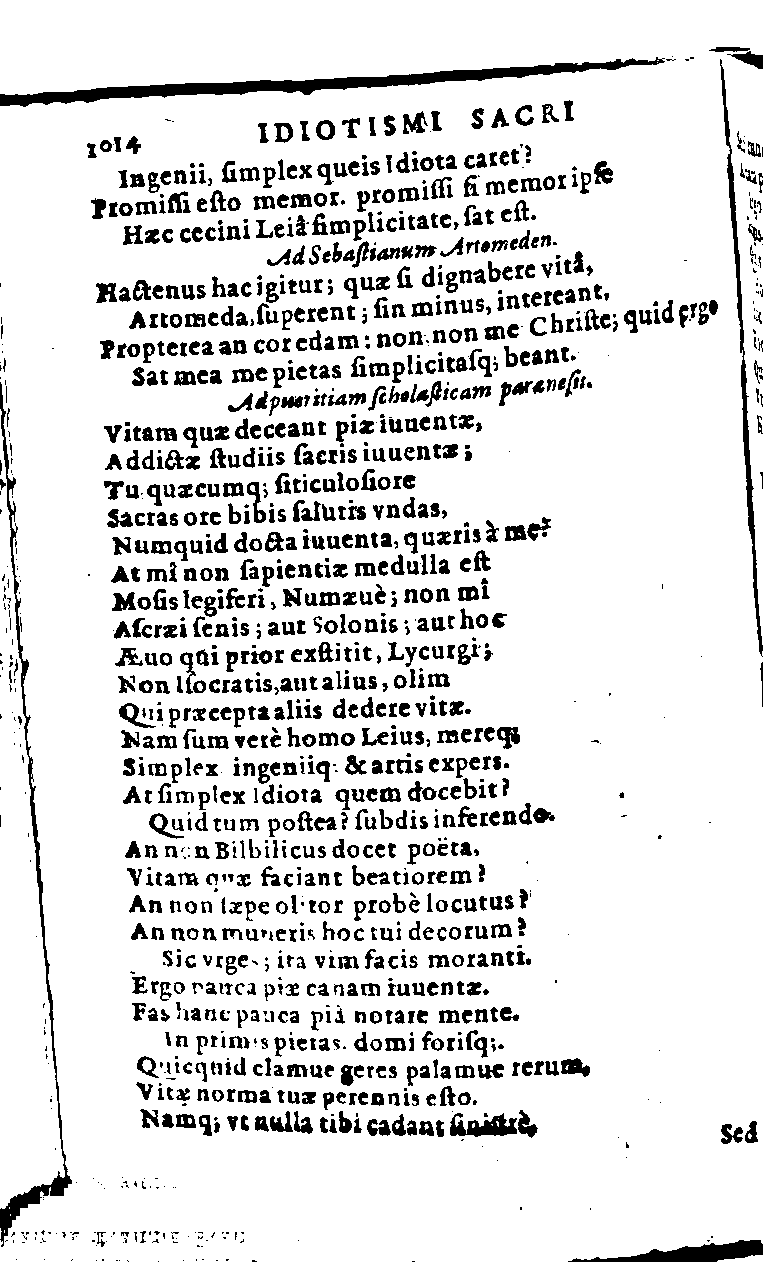 1014 IDIOTISMI SACRI
Ingenii, ſimplex queis Idiota caret?
Promiſſi eſto memor. promiſſi ſi memor ipſe
Hæc cecini Leiâ ſimplicitate, ſat eſt.
Ad Sebaſtianum Artomeden.
Hactenus hac igitur; quæ ſi dignabere vitâ,
Artomeda, ſuperent; ſin minus, intereant,
Propterea an cor edam: non non me Chriſte; quid ergo
Sat mea me pietas ſimplicitaſq; beant.
Ad pueritiam ſcholaſticam paræneſis.
Vitam quæ deceant piæ iuuentæ,
Addictæ ſtudiis ſacris iuuentæ;
Tu quæcumq; ſiticuloſiore
Sacras ore bibis ſalutis vndas,
Numquid docta iuuenta, quæris à me?
At mî non ſapientiæ medulla eſt
Moſis legiferi, Numæuè; non mî
Aſcræi ſenis; aut Solonis; aut hoc
Æuo qui prior exſtitit, Lycurgi;
Non Iſocratis, aut alius, olim
Qui præcepta aliis dedere vitæ.
Nam ſum verè homo Leius, mereq;
Simplex ingeniiq; & artis expers.
At ſimplex Idiota quem docebit?
Quid tum poſtea? ſubdis inferendo.
An non Bilbilicus docet poëta,
Vitam quæ faciant beatiorem?
An non ſæpe olitor probè locutus?
An non muneris hoc tui decorum?
Sic vrges; ita vim facis moranti.
Ergo pauca piæ canam iuuentæ.
Fas hanc pauca piâ notare mente.
In primis pietas. domi foriſq;.
Quicquid clamue geres palamue rerum,
Vitæ norma tuæ perennis eſto.
Namq; vt nulla tibi cadant ſiniſtrè,
Sed